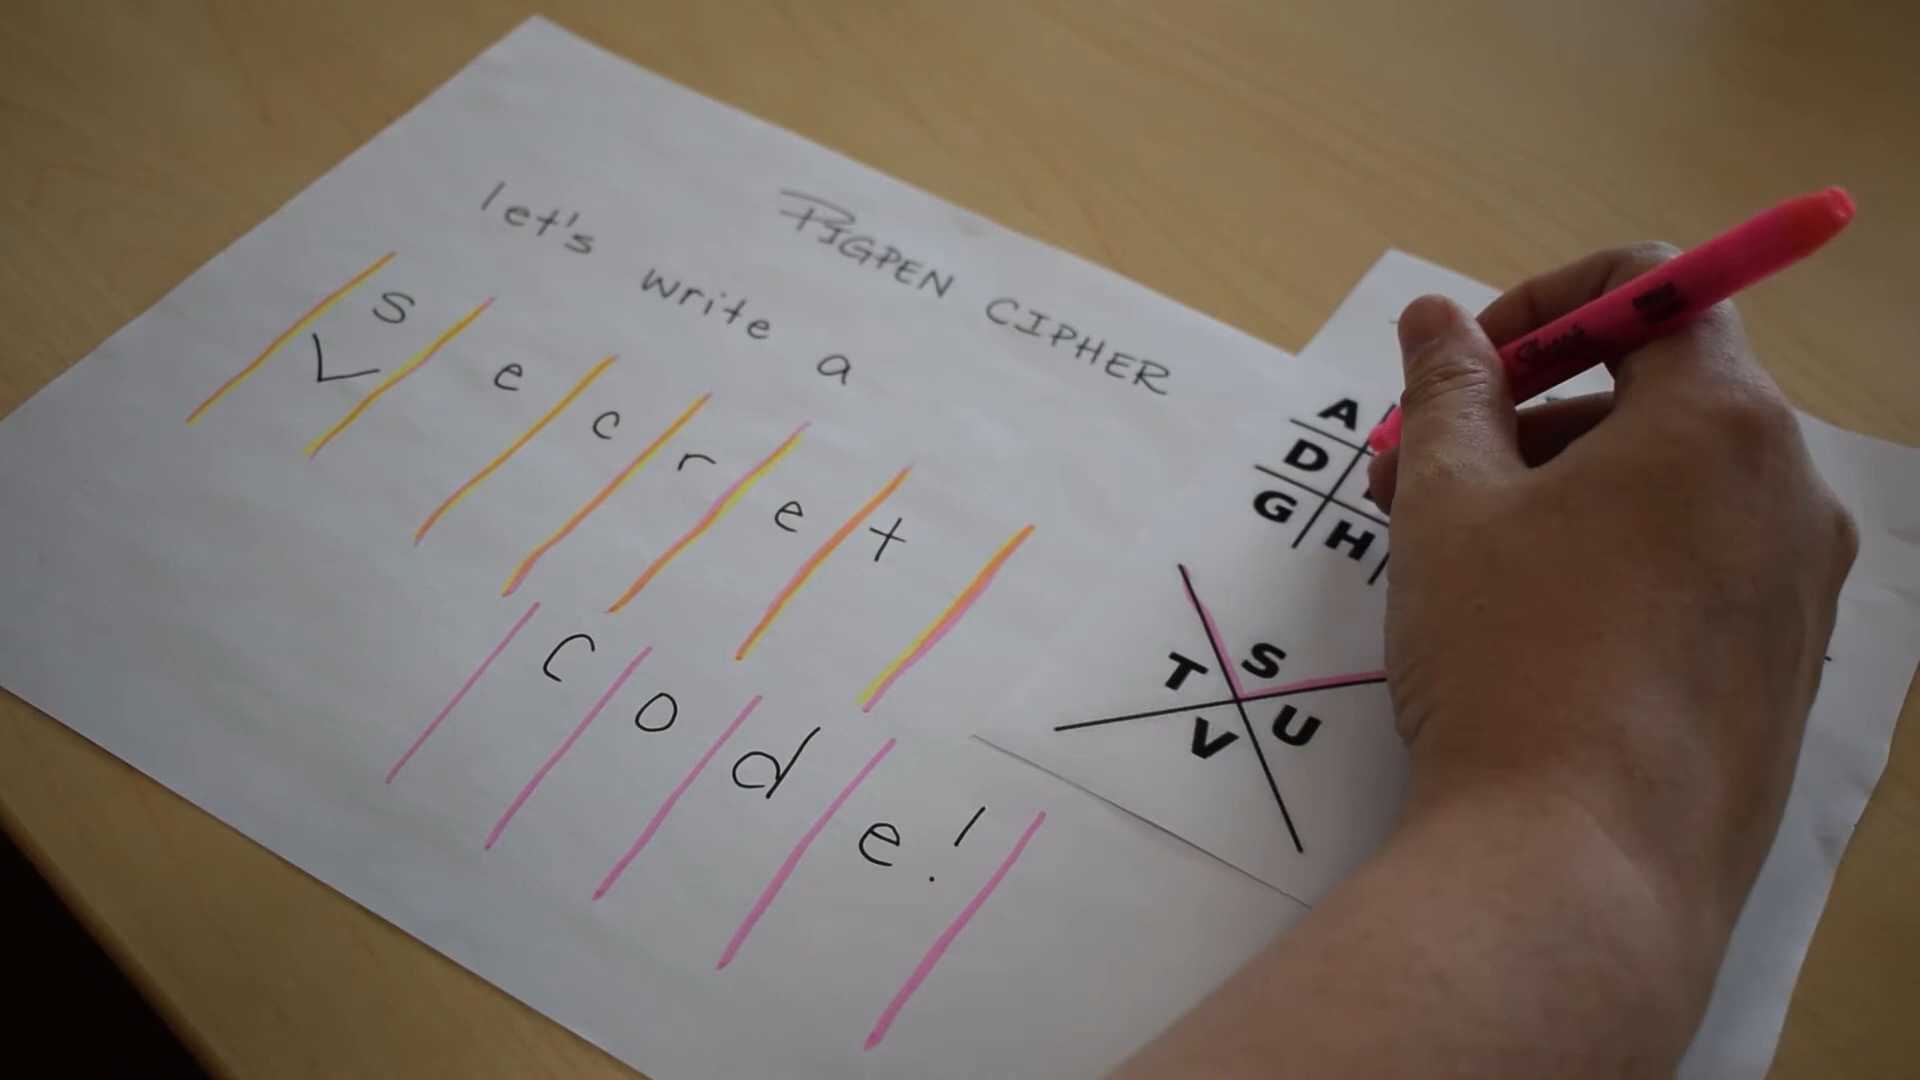 PIGPEN CIPHER
let's write a
s e c r e t
c o d e !
A
D
G H
S
T U
V